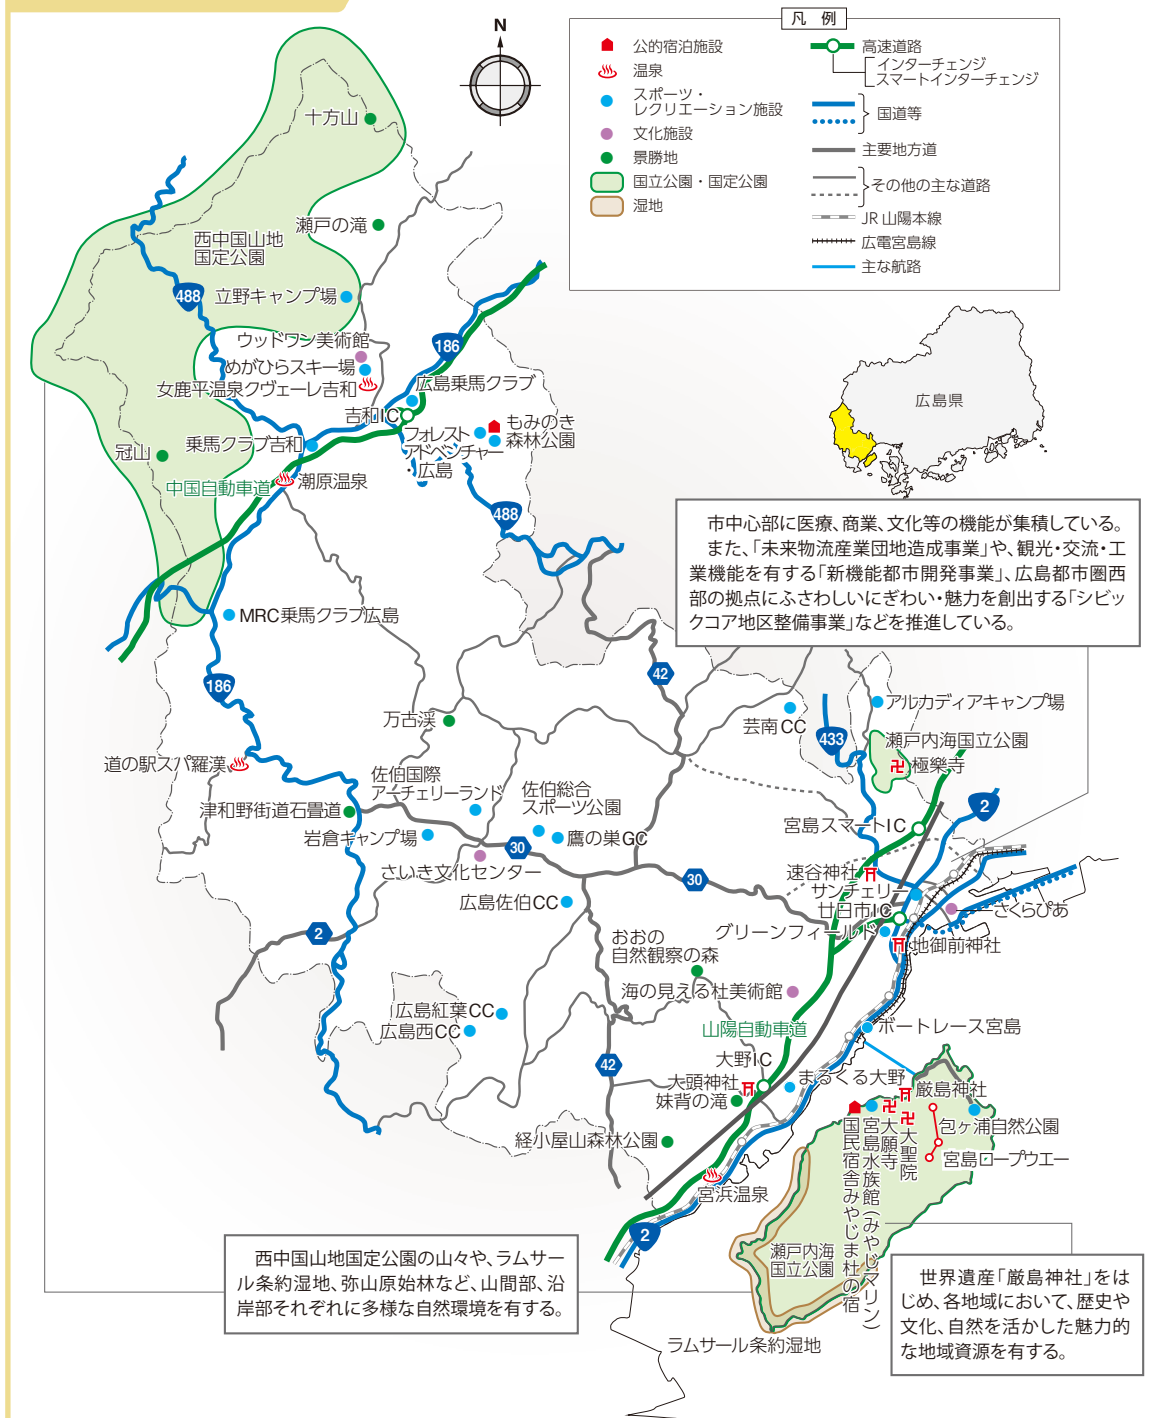 凡例
公的宿泊施設
温泉
スポーツ・
レクリエーション施設
文化施設
景勝地
国立公園・国定公園
湿地
高速道路
インターチェンジ
スマートインターチェンジ
国道等
主要地方道
その他の主な道路
JR山陽本線
広電宮島線
主な航路
N
十方山
瀬戸の滝
西中国山地
国定公園
488
立野キャンプ場
ウッドワン美術館
めがひらスキー場
女鹿平温泉クヴェーレ吉和
186
広島乗馬クラブ
吉和IC
フォレスト
アドベンチャー
・広島
もみのき
森林公園
乗馬クラブ吉和
冠山
中国自動車道
潮原温泉
488
広島県
市中心部に医療、商業、文化等の機能が集積している。
また、「未来物流産業団地造成事業」や、観光・交流・工
業機能を有する「新機能都市開発事業」、広島都市圏西
部の拠点にふさわしいにぎわい・魅力を創出する「シビッ
クコア地区整備事業」などを推進している。
MRC乗馬クラブ広島
186
42
万古渓
芸南CC
アルカディアキャンプ場
433
瀬戸内海国立公園
極樂寺
道の駅スパ羅漢
佐伯国際
アーチェリーランド
佐伯総合
スポーツ公園
津和野街道石畳道
2
宮島スマートIC
岩倉キャンプ場
30
鷹の巣GC
さいき文化センター
30
速谷神社
サンチェリー
広島佐伯CC
廿日市IC
さくらぴあ
2
グリーンフィールド
地御前神社
おおの
自然観察の森
海の見える杜美術館
広島紅葉CC
広島西CC
山陽自動車道
ボートレース宮島
42
大野IC
まるくる大野
大頭神社
妹背の滝
厳島神社
包ヶ浦自然公園
経小屋山森林公園
宮島ロープウエー
大聖院
大願寺
宮島水族館(みやじマリン)
国民宿舎みやじま杜の宿
宮浜温泉
2
瀬戸内海
国立公園
ラムサール条約湿地
西中国山地国定公園の山々や、ラムサー
ル条約湿地、弥山原始林など、山間部、沿
岸部それぞれに多様な自然環境を有する。
世界遺産「厳島神社」をは
じめ、各地域において、歴史や
文化、自然を活かした魅力的
な地域資源を有する。